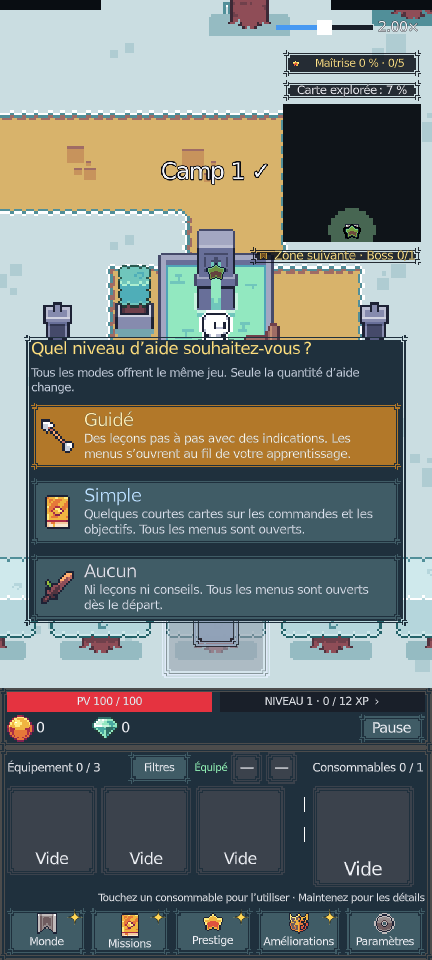 2.00×
Maîtrise 0 % · 0/5
Carte explorée : 7 %
Camp 1 ✓
Zone suivante · Boss 0/1
Quel niveau d’aide souhaitez-vous ?
Tous les modes offrent le même jeu. Seule la quantité d’aide
change.
Guidé
Des leçons pas à pas avec des indications. Les
menus s’ouvrent au fil de votre apprentissage.
Simple
Quelques courtes cartes sur les commandes et les
objectifs. Tous les menus sont ouverts.
Aucun
Ni leçons ni conseils. Tous les menus sont ouverts
dès le départ.
PV 100 / 100
NIVEAU 1 · 0 / 12 XP ›
0
0
Pause
Équipement 0 / 3
Filtres
Équipé
—
—
Consommables 0 / 1
Vide
Vide
Vide
Vide
Touchez un consommable pour l’utiliser · Maintenez pour les détails
Monde
Missions
Prestige
Améliorations
Paramètres